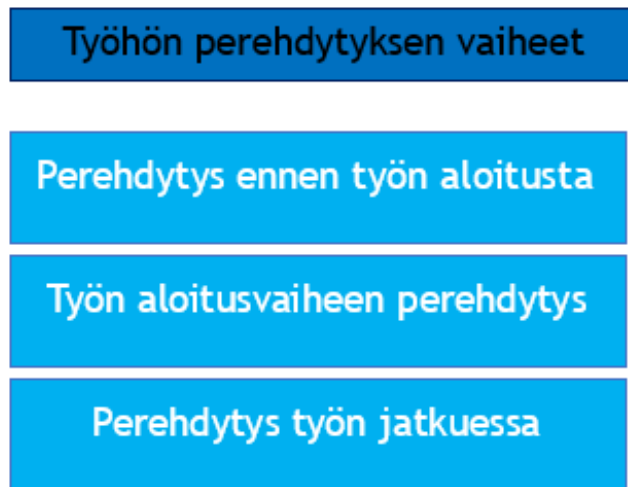 Työhön perehdytyksen vaiheet
Perehdytys ennen työn aloitusta
Työn aloitusvaiheen perehdytys
Perehdytys työn jatkuessa